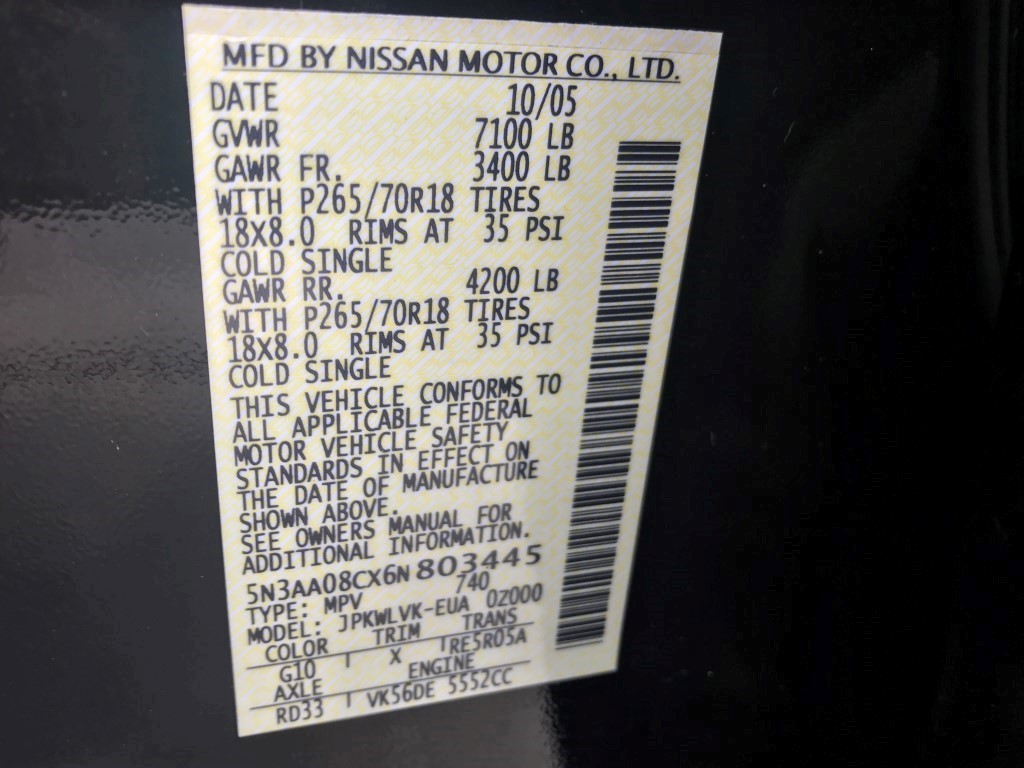 MFD BY NISSAN MOTOR CO., LTD.
DATE 10/05
GVWR 7100 LB
GAWR FR. 3400 LB
WITH P265/70R18 TIRES
18X8.0 RIMS AT 35 PSI
COLD SINGLE
GAWR RR. 4200 LB
WITH P265/70R18 TIRES
18X8.0 RIMS AT 35 PSI
COLD SINGLE
THIS VEHICLE CONFORMS TO
ALL APPLICABLE FEDERAL
MOTOR VEHICLE SAFETY
STANDARDS IN EFFECT ON
THE DATE OF MANUFACTURE
SHOWN ABOVE.
SEE OWNERS MANUAL FOR
ADDITIONAL INFORMATION.
5N3AA08CX6N803445
TYPE: MPV 740
MODEL: JPKWLVK-EUA 0Z000
COLOR TRIM TRANS
G10 X RE5R05A
AXLE ENGINE
RD33 VK56DE 5552CC